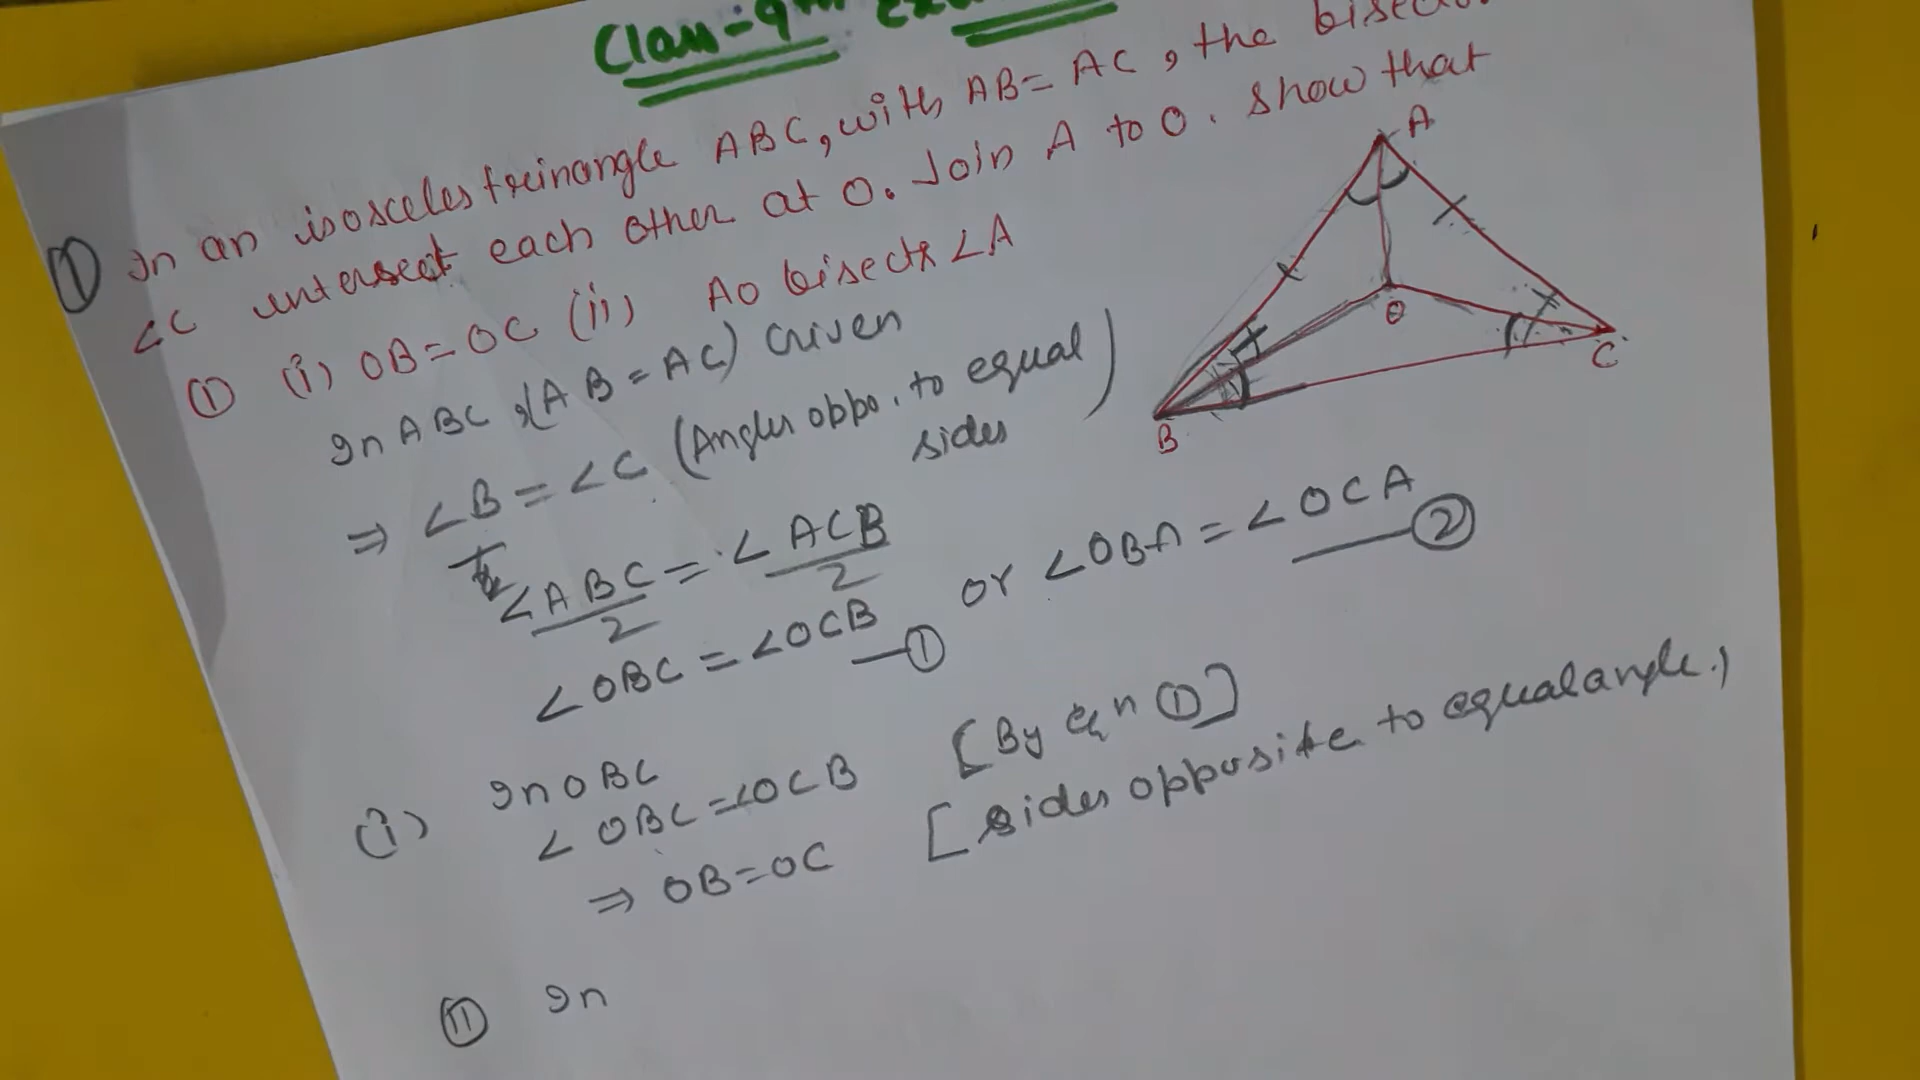 Class-9th
① In an isosceles treinangle ABC, with AB = AC, the
∠C intersect each other at O. Join A to O. Show that
① (i) OB = OC (ii) AO bisects ∠A
In ABC, (AB = AC) Given
⇒ ∠B = ∠C (Angles oppo. to equal sides)
∠ABC/2 = ∠ACB/2
∠OBC = ∠OCB —① or ∠OBA = ∠OCA —②
(i) In OBC
∠OBC = ∠OCB [By eqn ①]
⇒ OB = OC [sides opposite to equal angle.,
⑪ In
A
O
B
C